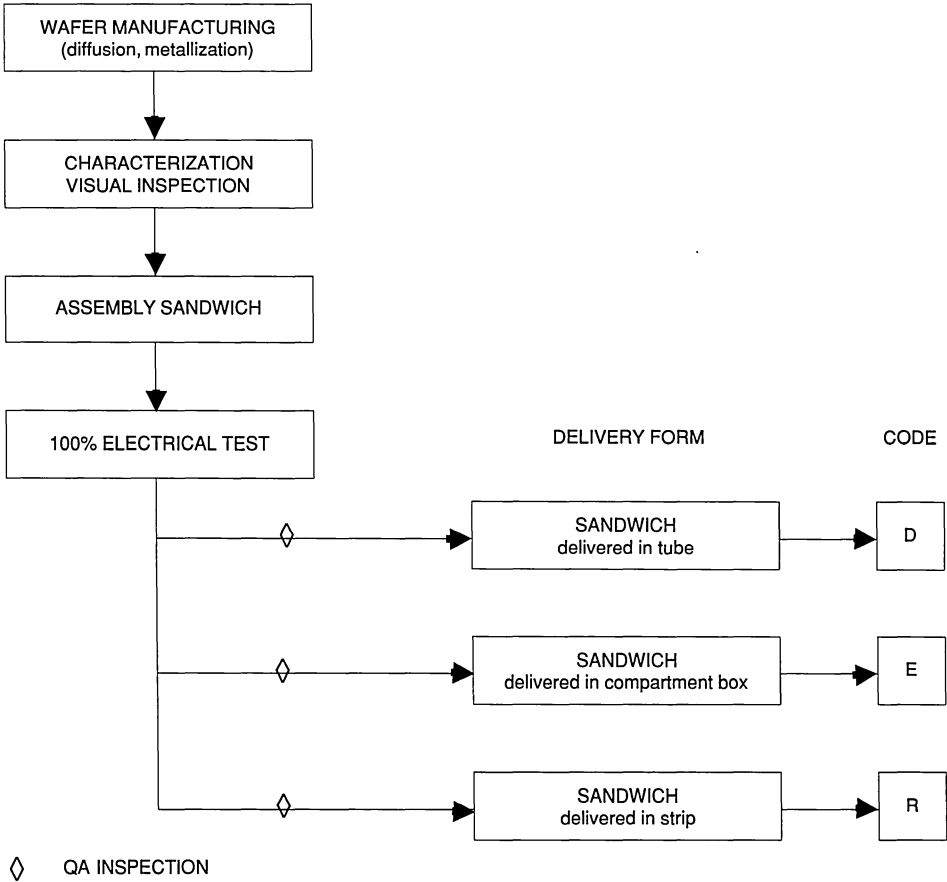 WAFER MANUFACTURING
(diffusion, metallization)
CHARACTERIZATION
VISUAL INSPECTION
ASSEMBLY SANDWICH
100% ELECTRICAL TEST
DELIVERY FORM
CODE
SANDWICH
delivered in tube
D
SANDWICH
delivered in compartment box
E
SANDWICH
delivered in strip
R
QA INSPECTION